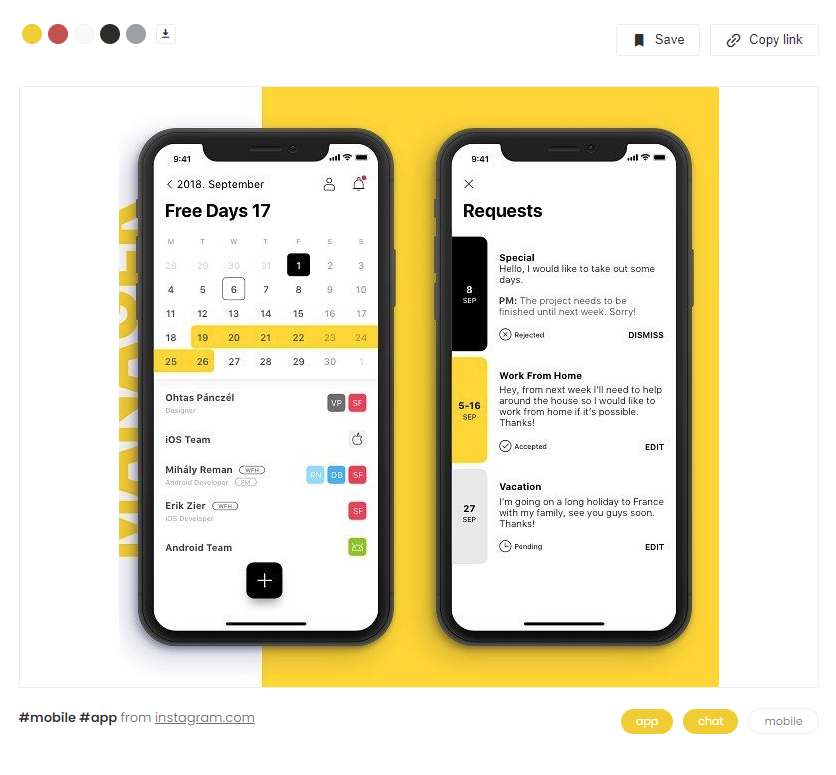 Save
Copy link
MANAGER
9:41
2018. September
Free Days 17
M T W T F S S
28 29 30 31 1 2 3
4 5 6 7 8 9 10
11 12 13 14 15 16 17
18 19 20 21 22 23 24
25 26 27 28 29 30 1
Ohtas Pánczél
Designer
VP SF
iOS Team
Mihály Reman WFH
Android Developer PM
RN DB SF
Erik Zier WFH
iOS Developer
SF
Android Team
+
9:41
Requests
8
SEP
Special
Hello, I would like to take out some
days.
PM: The project needs to be
finished until next week. Sorry!
Rejected
DISMISS
5-16
SEP
Work From Home
Hey, from next week I'll need to help
around the house so I would like to
work from home if it's possible.
Thanks!
Accepted
EDIT
27
SEP
Vacation
I'm going on a long holiday to France
with my family, see you guys soon.
Thanks!
Pending
EDIT
#mobile #app from instagram.com
app
chat
mobile